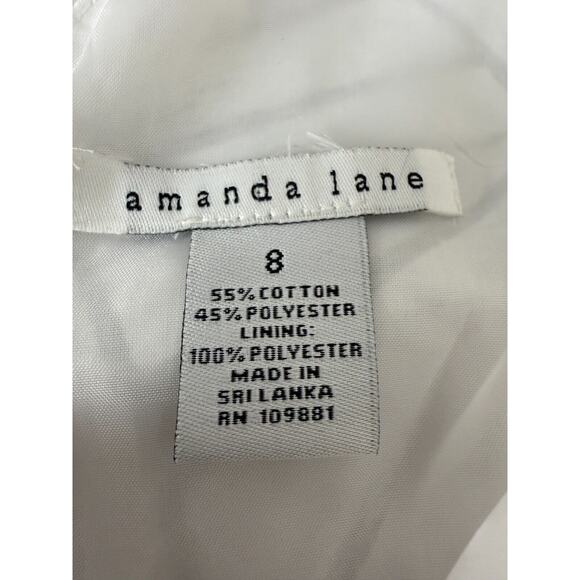 amanda lane
8
55% COTTON
45% POLYESTER
LINING:
100% POLYESTER
MADE IN
SRI LANKA
RN 109881